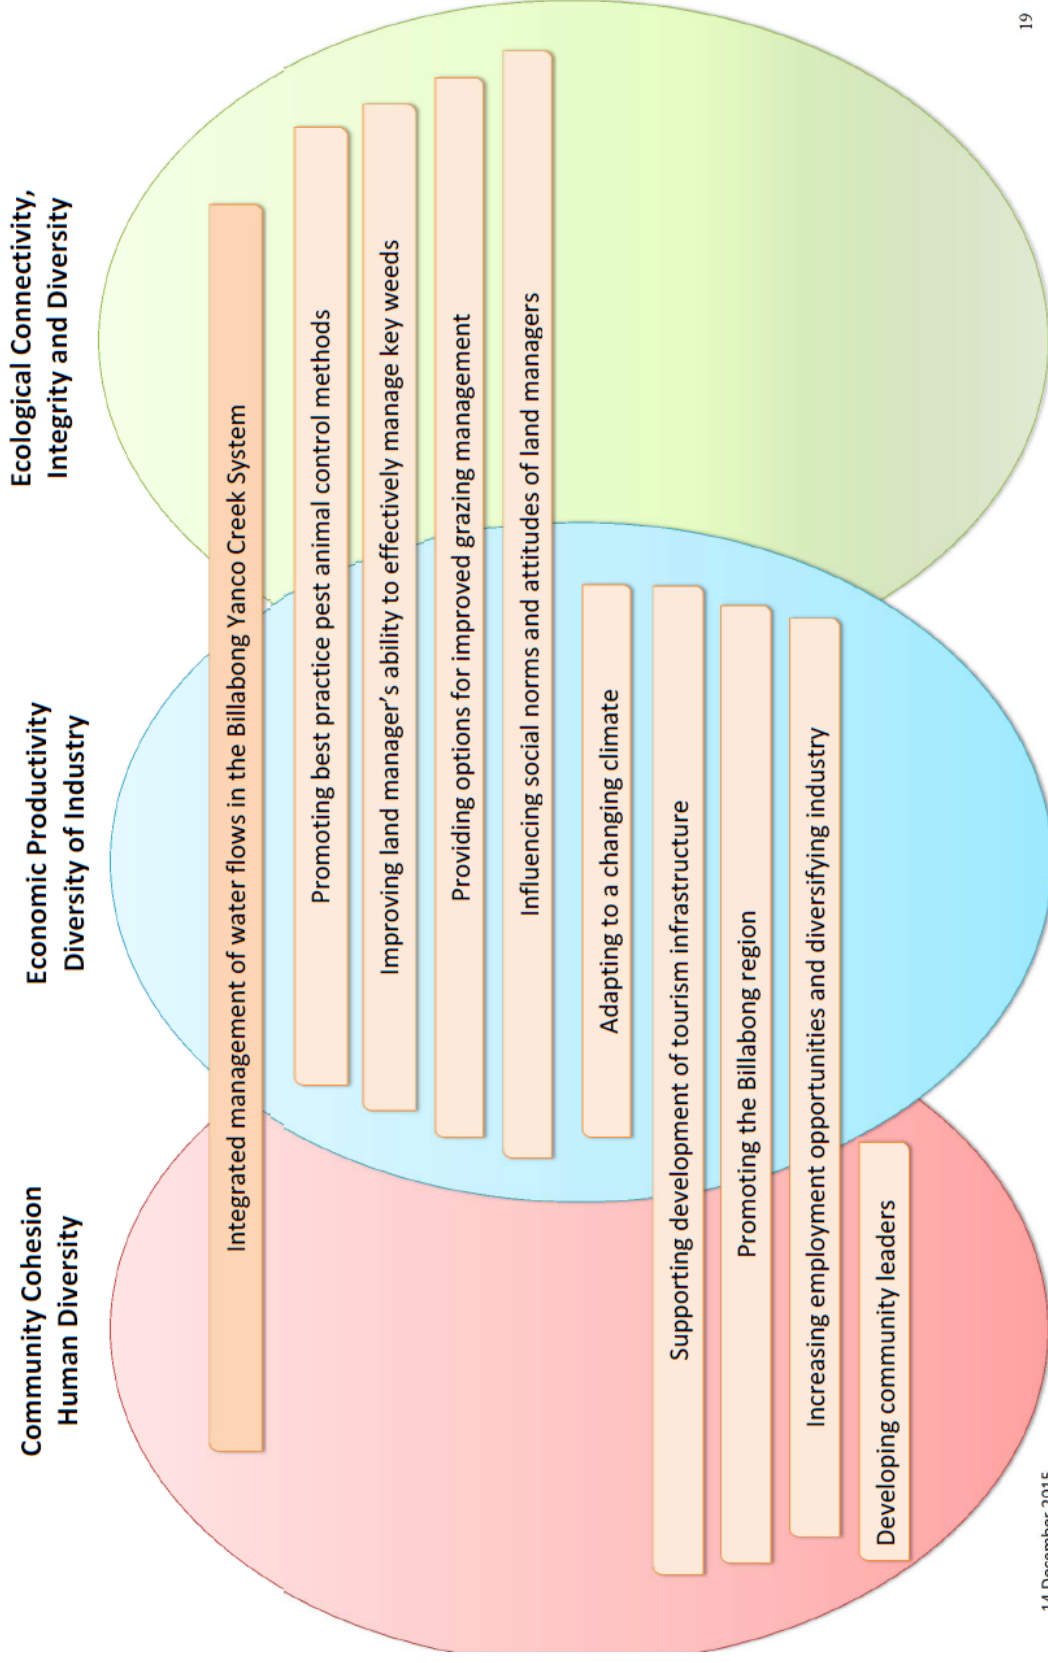 Community Cohesion
Human Diversity
Economic Productivity
Diversity of Industry
Ecological Connectivity,
Integrity and Diversity
Integrated management of water flows in the Billabong Yanco Creek System
Promoting best practice pest animal control methods
Improving land manager’s ability to effectively manage key weeds
Providing options for improved grazing management
Influencing social norms and attitudes of land managers
Adapting to a changing climate
Supporting development of tourism infrastructure
Promoting the Billabong region
Increasing employment opportunities and diversifying industry
Developing community leaders
14 December 2015
19